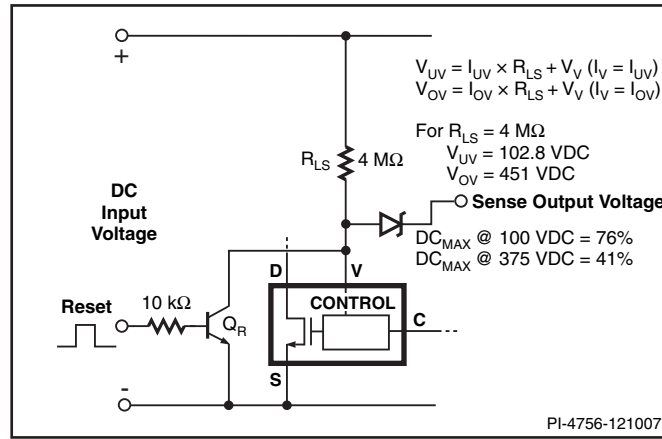 +
V_UV = I_UV × R_LS + V_V (I_V = I_UV)
V_OV = I_OV × R_LS + V_V (I_V = I_OV)
For R_LS = 4 MΩ
V_UV = 102.8 VDC
V_OV = 451 VDC
R_LS 4 MΩ
DC
Input
Voltage
Sense Output Voltage
DC_MAX @ 100 VDC = 76%
DC_MAX @ 375 VDC = 41%
D V
CONTROL
C
Reset
10 kΩ
Q_R
S
-
PI-4756-121007